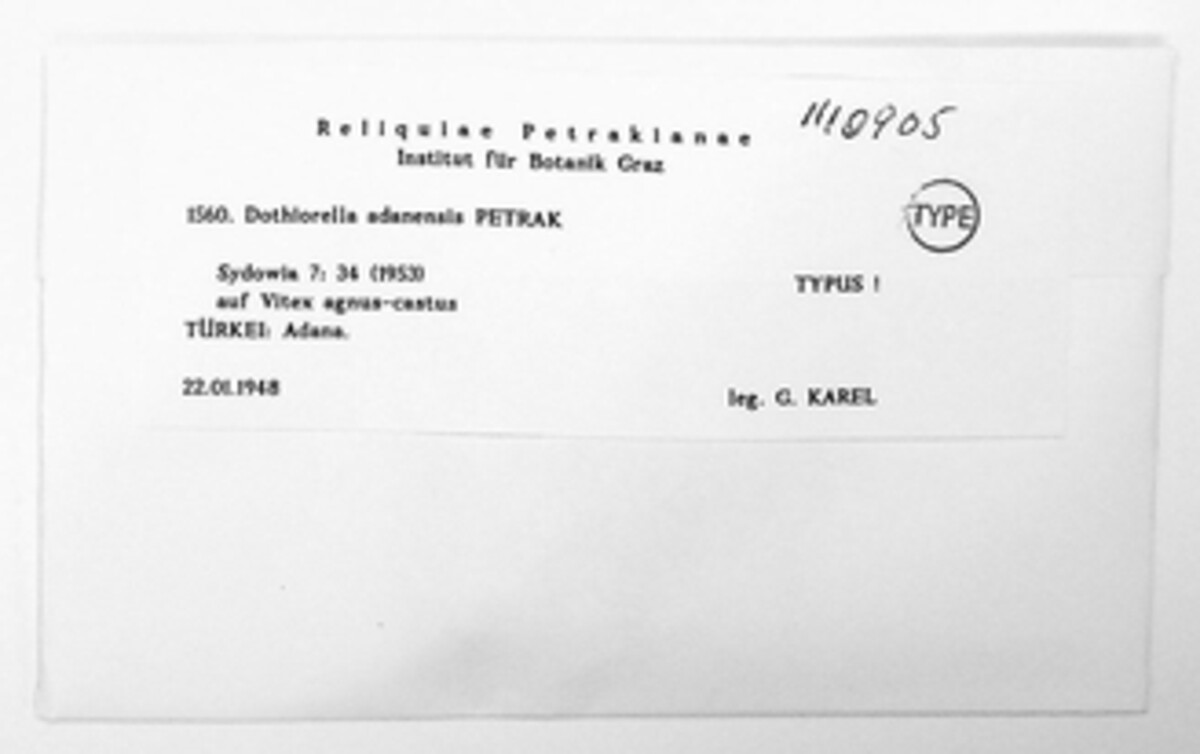 Reliquiae Petrakianae
Institut für Botanik Graz
1110905
1560. Dothiorella adanensis PETRAK
TYPE
Sydowia 7: 34 (1953)
TYPUS !
auf Vitex agnus-castus
TÜRKEI: Adana.
22.01.1948
leg. G. KAREL